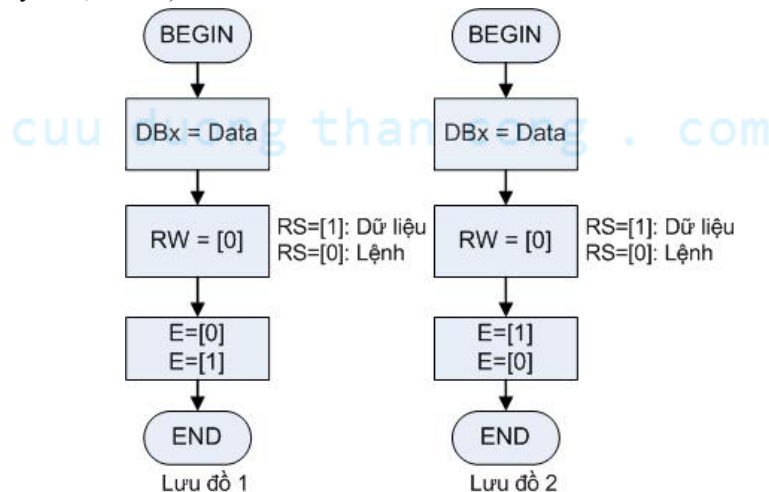 BEGIN
DBx = Data
RW = [0]
RS=[1]: Dữ liệu
RS=[0]: Lệnh
E=[0]
E=[1]
END
Lưu đồ 1
BEGIN
DBx = Data
RW = [0]
RS=[1]: Dữ liệu
RS=[0]: Lệnh
E=[1]
E=[0]
END
Lưu đồ 2
cuu duong than cong . com